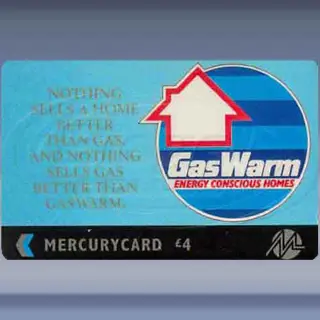 NOTHING
SELLS A HOME
BETTER
THAN GAS,
AND NOTHING
SELLS GAS
BETTER THAN
GASWARM.
GasWarm
ENERGY CONSCIOUS HOMES
MERCURYCARD £4